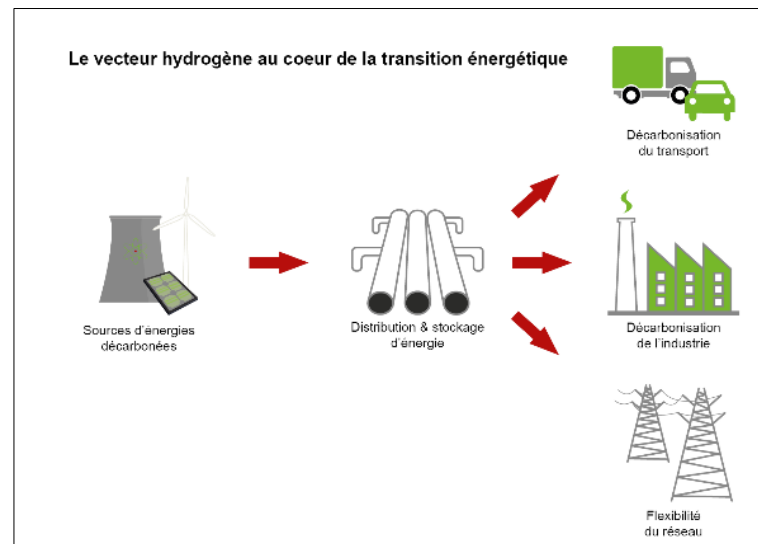 Le vecteur hydrogène au coeur de la transition énergétique
Décarbonisation
du transport
Sources d'énergies
décarbonées
Distribution & stockage
d'énergie
Décarbonisation
de l'industrie
Flexibilité
du réseau